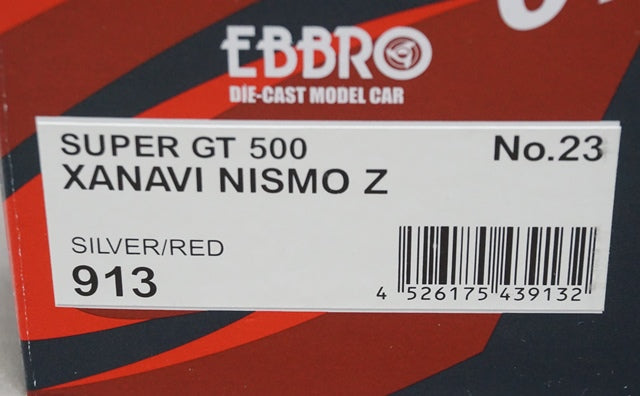 EBBRO
DIE-CAST MODEL CAR
SUPER GT 500 No.23
XANAVI NISMO Z
SILVER/RED
913
4 526175 439132